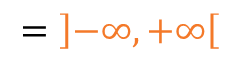 = ]−∞, +∞[